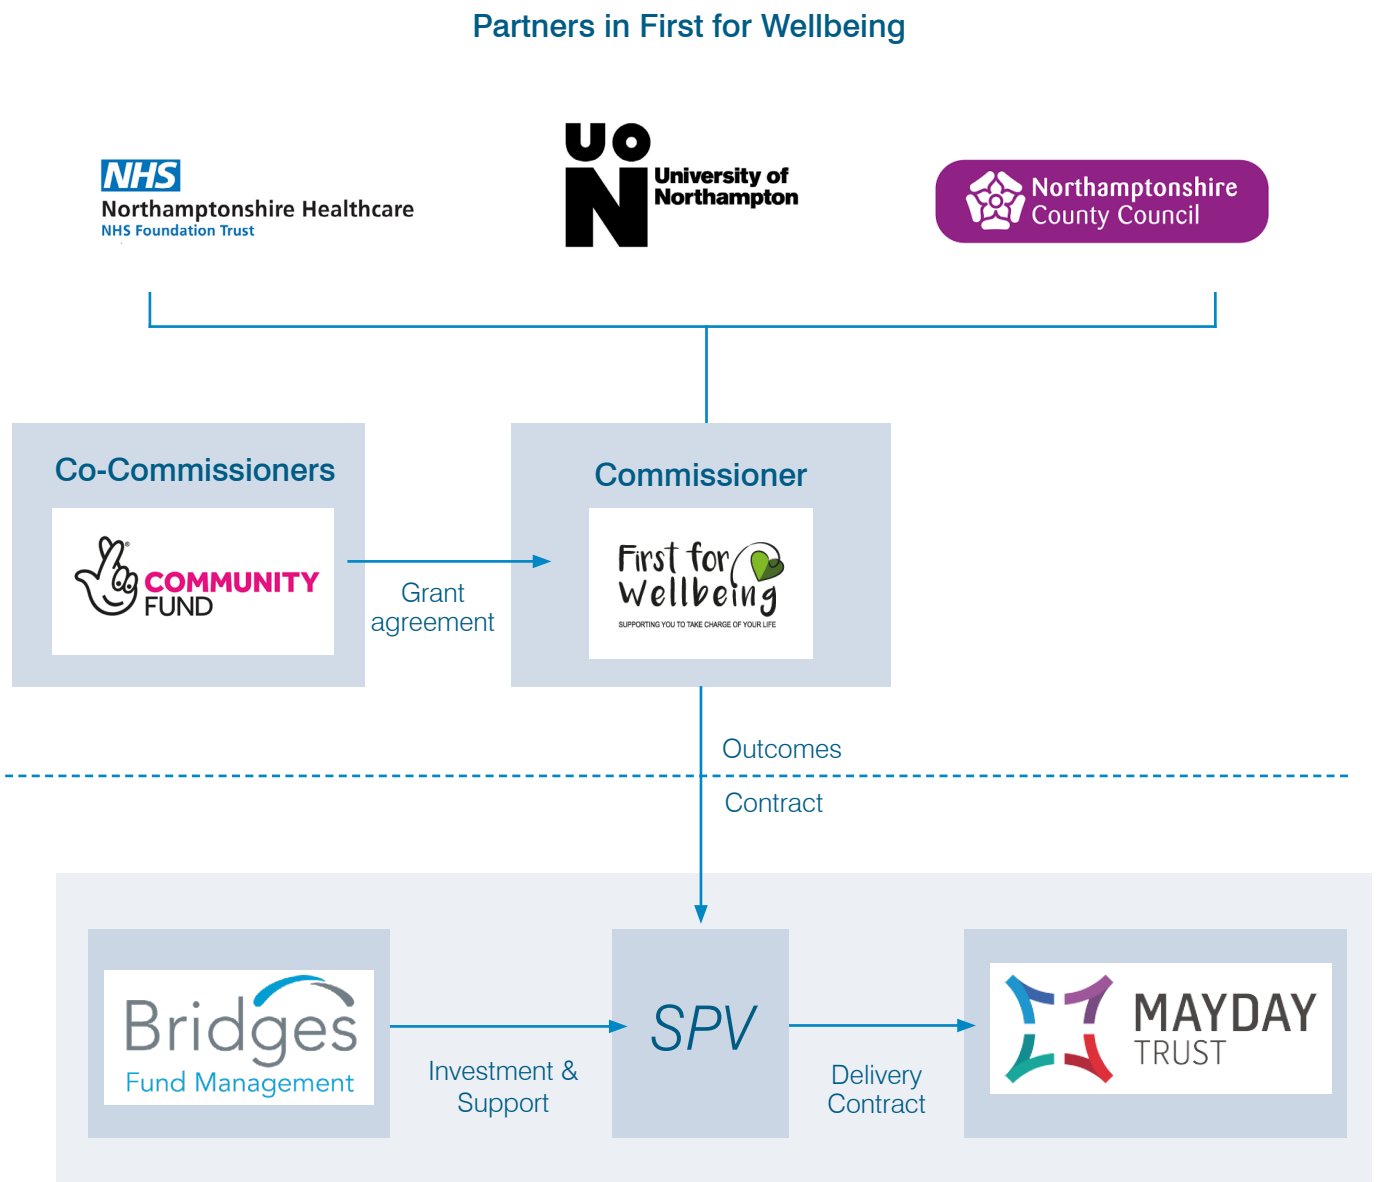 Partners in First for Wellbeing
NHS
Northamptonshire Healthcare
NHS Foundation Trust
UON
University of
Northampton
Northamptonshire
County Council
Co-Commissioners
Commissioner
COMMUNITY
FUND
Grant
agreement
First for
Wellbeing
SUPPORTING YOU TO TAKE CHARGE OF YOUR LIFE
Outcomes
Contract
Bridges
Fund Management
Investment &
Support
SPV
Delivery
Contract
MAYDAY
TRUST